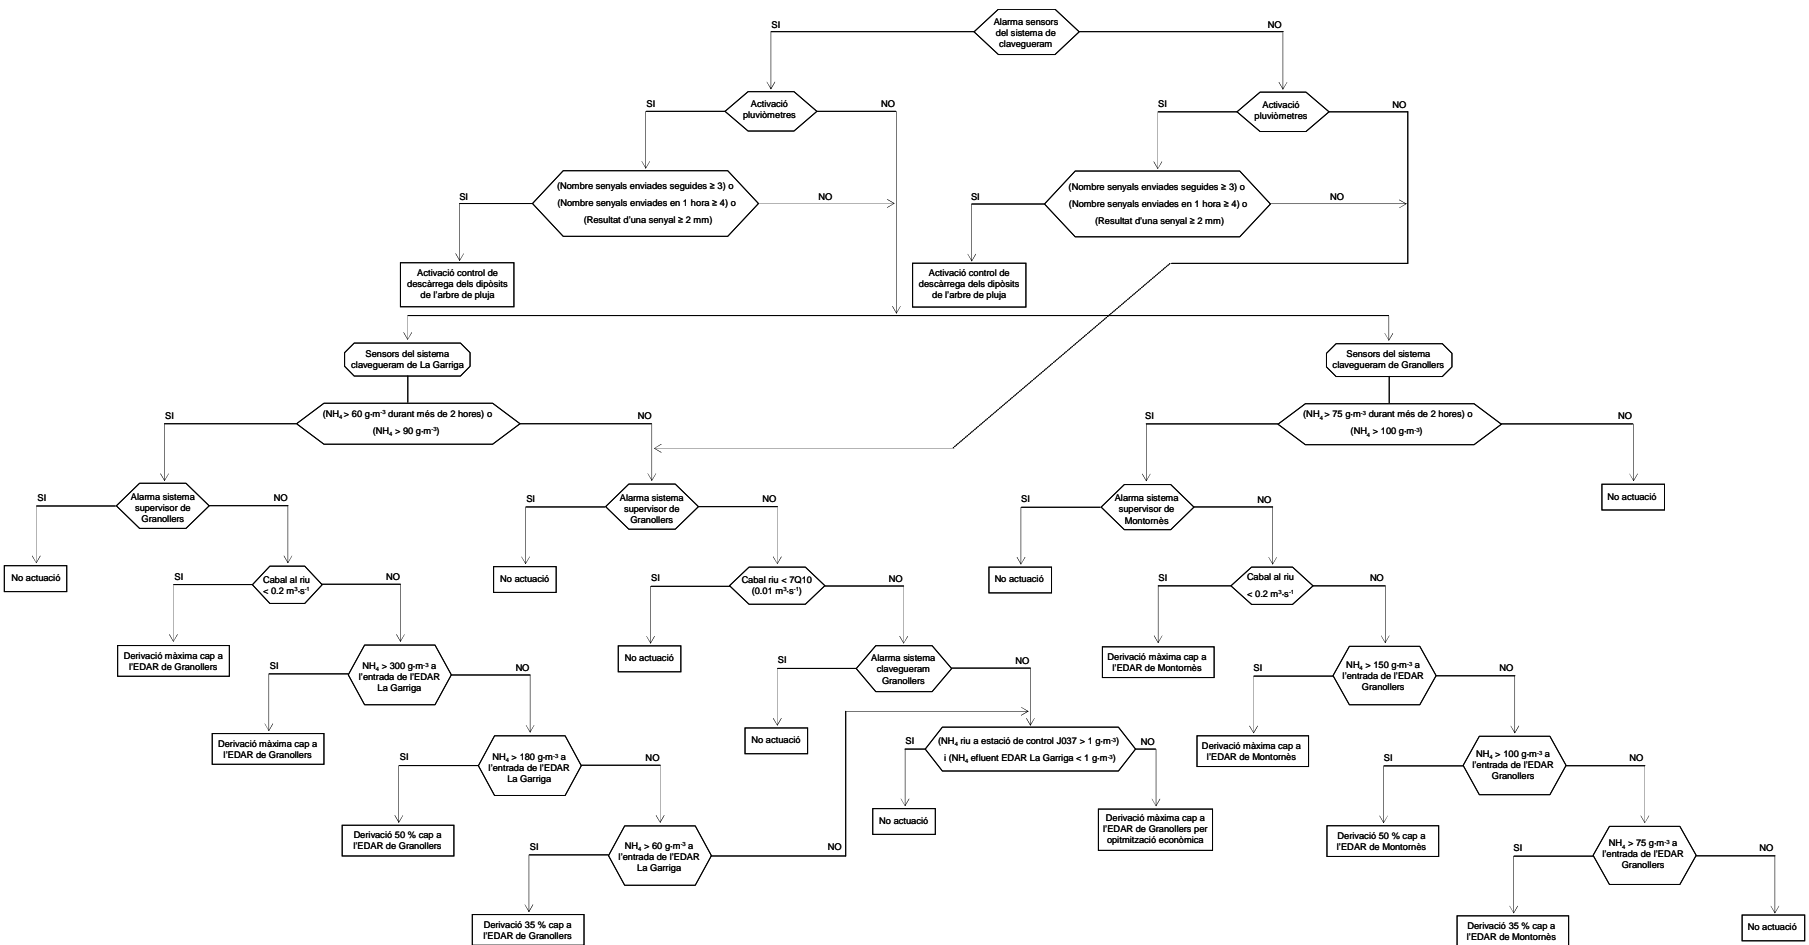 Alarma sensors
del sistema de
clavegueram
SI
NO
Activació
pluviòmetres
SI
NO
Activació
pluviòmetres
SI
NO
(Nombre senyals enviades seguides ≥ 3) o
(Nombre senyals enviades en 1 hora ≥ 4) o
(Resultat d'una senyal ≥ 2 mm)
SI
NO
(Nombre senyals enviades seguides ≥ 3) o
(Nombre senyals enviades en 1 hora ≥ 4) o
(Resultat d'una senyal ≥ 2 mm)
SI
NO
Activació control de
descàrrega dels dipòsits
de l'arbre de pluja
Activació control de
descàrrega dels dipòsits
de l'arbre de pluja
Sensors del sistema
clavegueram de La Garriga
Sensors del sistema
clavegueram de Granollers
SI
(NH₄ > 60 g·m⁻³ durant més de 2 hores) o
(NH₄ > 90 g·m⁻³)
NO
SI
(NH₄ > 75 g·m⁻³ durant més de 2 hores) o
(NH₄ > 100 g·m⁻³)
NO
SI
Alarma sistema
supervisor de
Granollers
NO
SI
Alarma sistema
supervisor de
Granollers
NO
SI
Alarma sistema
supervisor de
Montornès
NO
No actuació
No actuació
SI
Cabal al riu
< 0.2 m³·s⁻¹
NO
No actuació
SI
Cabal riu < 7Q10
(0.01 m³·s⁻¹)
NO
No actuació
SI
Cabal al riu
< 0.2 m³·s⁻¹
NO
Derivació màxima cap a
l'EDAR de Granollers
SI
NH₄ > 300 g·m⁻³ a
l'entrada de l'EDAR
La Garriga
NO
No actuació
SI
Alarma sistema
clavegueram
Granollers
NO
Derivació màxima cap a
l'EDAR de Montornès
SI
NH₄ > 150 g·m⁻³ a
l'entrada de l'EDAR
Granollers
NO
Derivació màxima cap a
l'EDAR de Granollers
SI
NH₄ > 180 g·m⁻³ a
l'entrada de l'EDAR
La Garriga
NO
No actuació
SI
(NH₄ riu a estació de control J037 > 1 g·m⁻³)
i (NH₄ efluent EDAR La Garriga < 1 g·m⁻³)
NO
Derivació màxima cap a
l'EDAR de Montornès
SI
NH₄ > 100 g·m⁻³ a
l'entrada de l'EDAR
Granollers
NO
Derivació 50 % cap a
l'EDAR de Granollers
SI
NH₄ > 60 g·m⁻³ a
l'entrada de l'EDAR
La Garriga
NO
No actuació
Derivació màxima cap a
l'EDAR de Granollers per
opitmització econòmica
Derivació 50 % cap a
l'EDAR de Montornès
SI
NH₄ > 75 g·m⁻³ a
l'entrada de l'EDAR
Granollers
NO
Derivació 35 % cap a
l'EDAR de Granollers
Derivació 35 % cap a
l'EDAR de Montornès
No actuació